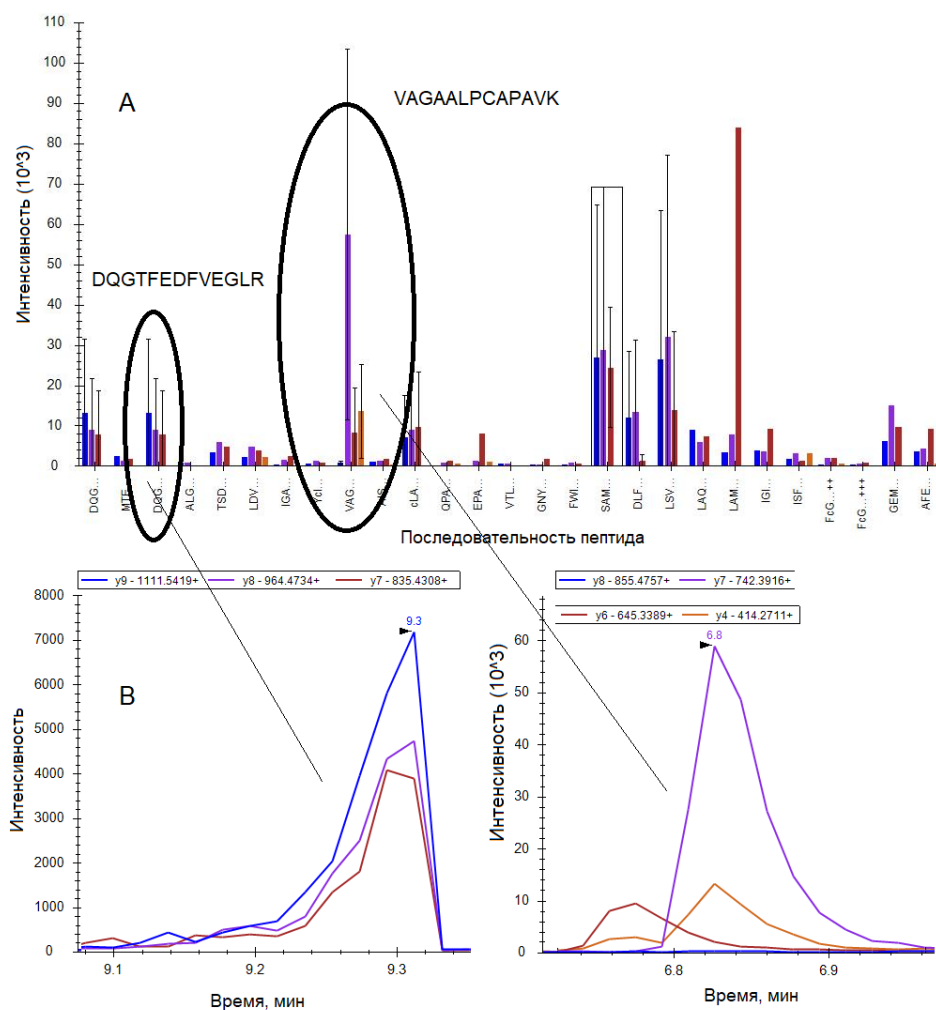 110
100
90
80
70
60
50
40
30
20
10
0
Интенсивность (10^3)
A
VAGAALPCAPAVK
DQGTFEDFVEGLR
MTF...
DQG...
ALG...
TSD...
LDV...
IGA...
YcI...
VAG...
cLA...
QPA...
EPA...
VTL...
GNY...
FWI...
SAM...
DLF...
LSV...
LAQ...
LAM...
IGI...
ISF...
FcG...++
FcG...+++
GEM...
AFE...
Последовательность пептида
y9 - 1111.5419+ y8 - 964.4734+ y7 - 835.4308+
8000
7000
6000
5000
4000
3000
2000
1000
0
Интенсивность
B
9.3
9.1 9.2 9.3
Время, мин
y8 - 855.4757+ y7 - 742.3916+
y6 - 645.3389+ y4 - 414.2711+
60
50
40
30
20
10
0
Интенсивность (10^3)
6.8
6.8 6.9
Время, мин